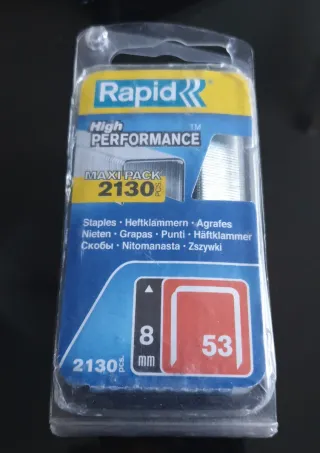 Rapid
High TM
PERFORMANCE
MAXI PACK
2130 PCS.
Staples · Heftklammern · Agrafes
Nieten · Grapas · Punti · Häftklammer
Скобы · Nitomanasta · Zszywki
8
mm
53
2130 pcs.